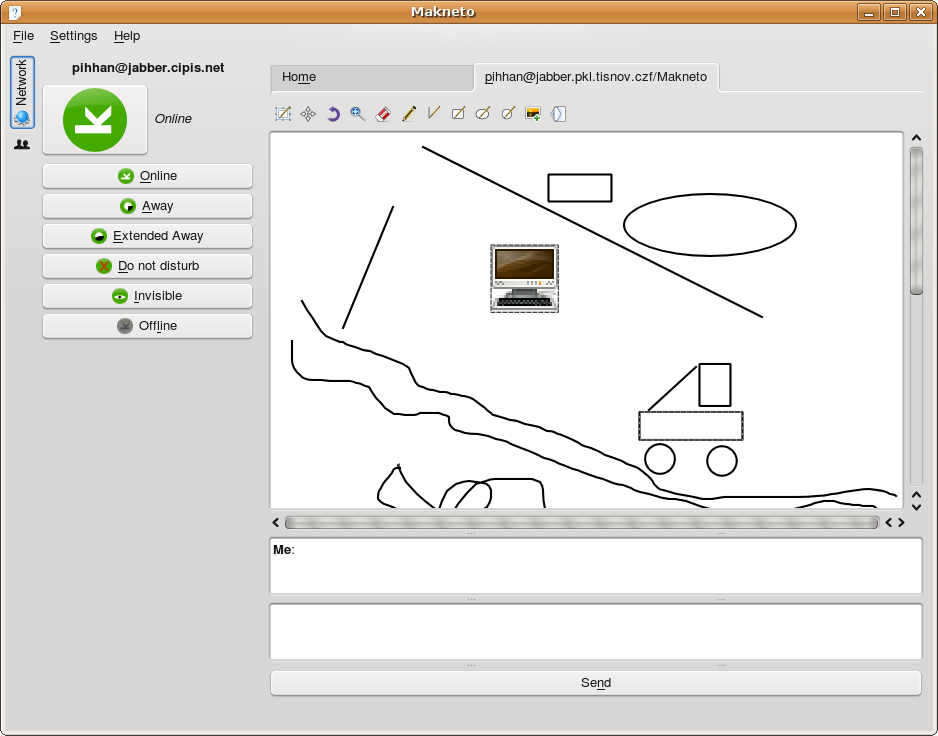 Makneto
File Settings Help
Network
pihhan@jabber.cipis.net
Online
Online
Away
Extended Away
Do not disturb
Invisible
Offline
Home
pihhan@jabber.pkl.tisnov.czf/Makneto
Me:
Send